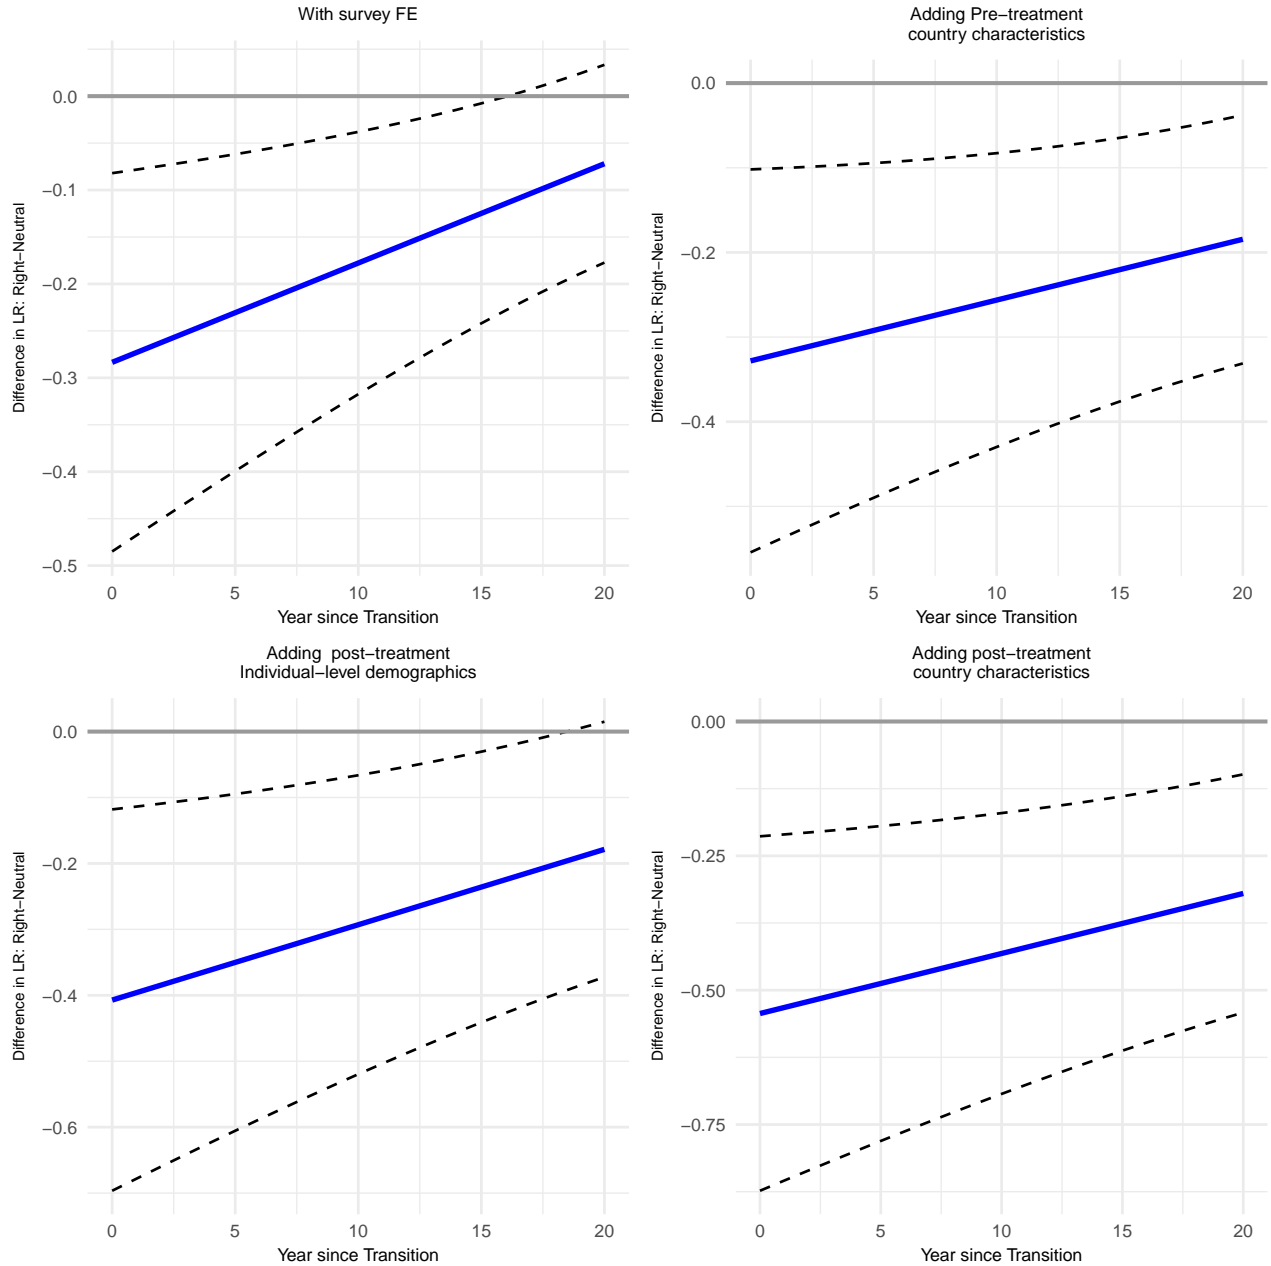 With survey FE
0.0
−0.1
−0.2
−0.3
−0.4
−0.5
Difference in LR: Right−Neutral
0 5 10 15 20
Year since Transition
Adding Pre−treatment
country characteristics
0.0
−0.2
−0.4
Difference in LR: Right−Neutral
0 5 10 15 20
Year since Transition
Adding  post−treatment
Individual−level demographics
0.0
−0.2
−0.4
−0.6
Difference in LR: Right−Neutral
0 5 10 15 20
Year since Transition
Adding post−treatment
country characteristics
0.00
−0.25
−0.50
−0.75
Difference in LR: Right−Neutral
0 5 10 15 20
Year since Transition